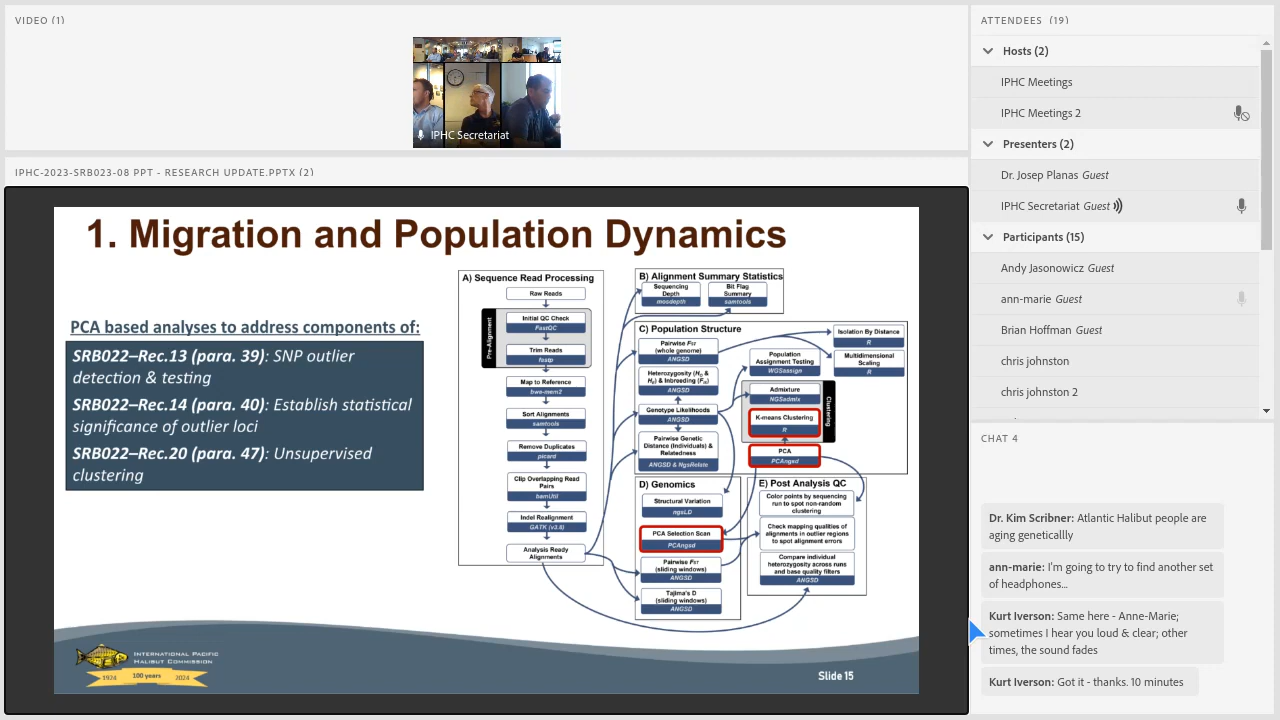 VIDEO (1)
IPHC Secretariat
IPHC-2023-SRB023-08 PPT - RESEARCH UPDATE.PPTX (2)
1. Migration and Population Dynamics
PCA based analyses to address components of:
SRB022–Rec.13 (para. 39): SNP outlier
detection & testing
SRB022–Rec.14 (para. 40): Establish statistical
significance of outlier loci
SRB022–Rec.20 (para. 47): Unsupervised
clustering
A) Sequence Read Processing
Raw Reads
Pre-Alignment
Initial QC Check
FastQC
Trim Reads
fastp
Map to Reference
bwa-mem2
Sort Alignments
samtools
Remove Duplicates
picard
Clip Overlapping Read
Pairs
bamUtil
Indel Realignment
GATK (v3.8)
Analysis Ready
Alignments
B) Alignment Summary Statistics
Sequencing
Depth
mosdepth
Bit Flag
Summary
samtools
C) Population Structure
Pairwise FST
(whole genome)
ANGSD
Heterozygosity (HO &
HE) & Inbreeding (FIS)
ANGSD
Genotype Likelihoods
ANGSD
Pairwise Genetic
Distance (Individuals) &
Relatedness
ANGSD & NgsRelate
Population
Assignment Testing
WGSassign
Admixture
NGSadmix
K-means Clustering
R
Clustering
PCA
PCAngsd
Isolation By Distance
R
Multidimensional
Scaling
R
D) Genomics
Structural Variation
ngsLD
PCA Selection Scan
PCAngsd
Pairwise FST
(sliding windows)
ANGSD
Tajima's D
(sliding windows)
ANGSD
E) Post Analysis QC
Color points by sequencing
run to spot non-random
clustering
Check mapping qualities of
alignments in outlier regions
to spot alignment errors
Compare individual
heterozygosity across runs
and base quality filters
ANGSD
INTERNATIONAL PACIFIC
HALIBUT COMMISSION
1924 100 years 2024
Slide 15
ATTENDEES (19)
Hosts (2)
IPHC Meetings
IPHC Meetings 2
Presenters (2)
Dr. Josep Planas Guest
IPHC Secretariat Guest
Participants (15)
Andy Jasonowicz Guest
ann-marie Guest
Brian Hoffman Guest
chris johnston
chris johnston 2
Scribner: Allan, halibut people are
aging genetically
am going to try to find another set
of headphones...
Kurt Iverson: Same here - Anne-Marie;
sometimes I hear you loud & clear; other
Kurt Iverson: Got it - thanks. 10 minutes